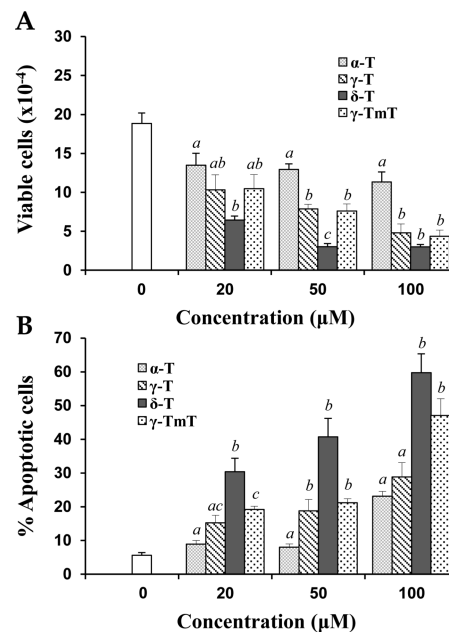 A
Viable cells (x10-4)
30
25
20
15
10
5
0
α-T
γ-T
δ-T
γ-TmT
a
ab
b
ab
a
b
c
b
a
b
b
b
0
20
50
100
Concentration (µM)
B
% Apoptotic cells
70
60
50
40
30
20
10
0
α-T
γ-T
δ-T
γ-TmT
a
ac
b
c
a
b
b
b
a
a
b
b
0
20
50
100
Concentration (µM)